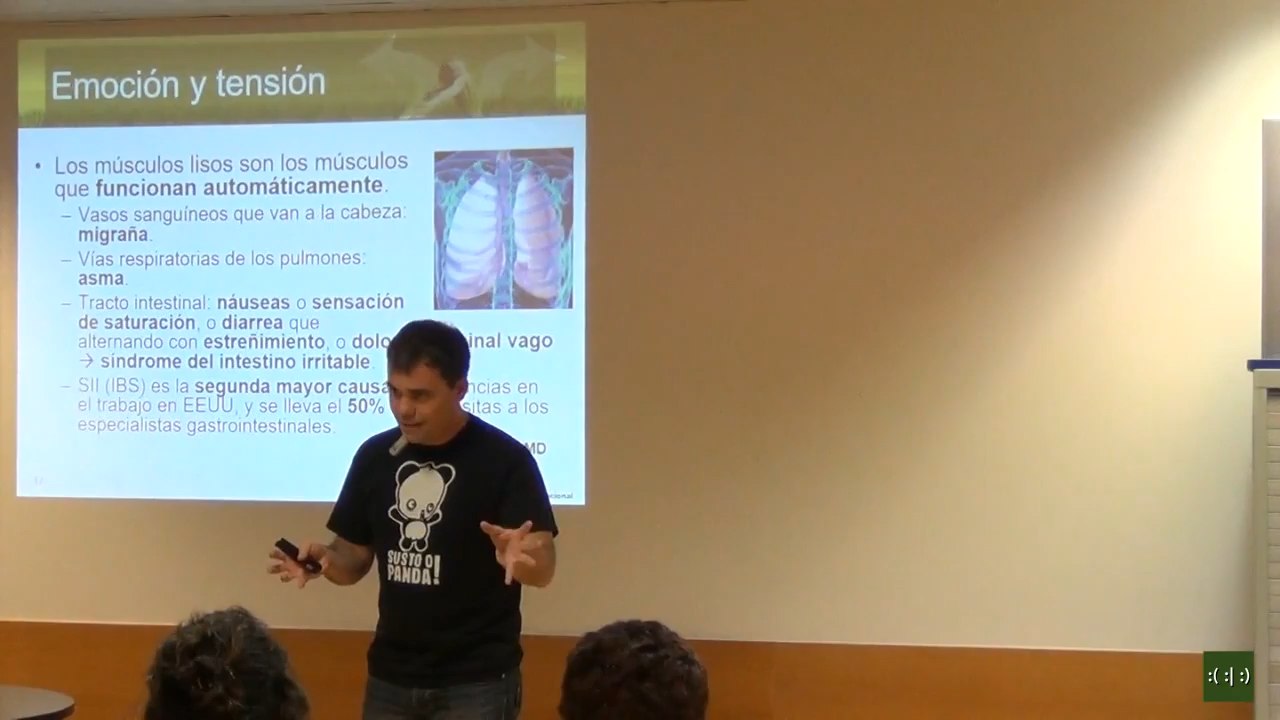 Emoción y tensión
• Los músculos lisos son los músculos
que funcionan automáticamente.
– Vasos sanguíneos que van a la cabeza:
migraña.
– Vías respiratorias de los pulmones:
asma.
– Tracto intestinal: náuseas o sensación
de saturación, o diarrea que
alternando con estreñimiento, o dolo inal vago
→ síndrome del intestino irritable.
– SII (IBS) es la segunda mayor causa ncias en
el trabajo en EEUU, y se lleva el 50% sitas a los
especialistas gastrointestinales.
MD
cional
SUSTO O
PANDA!
:( :| :)